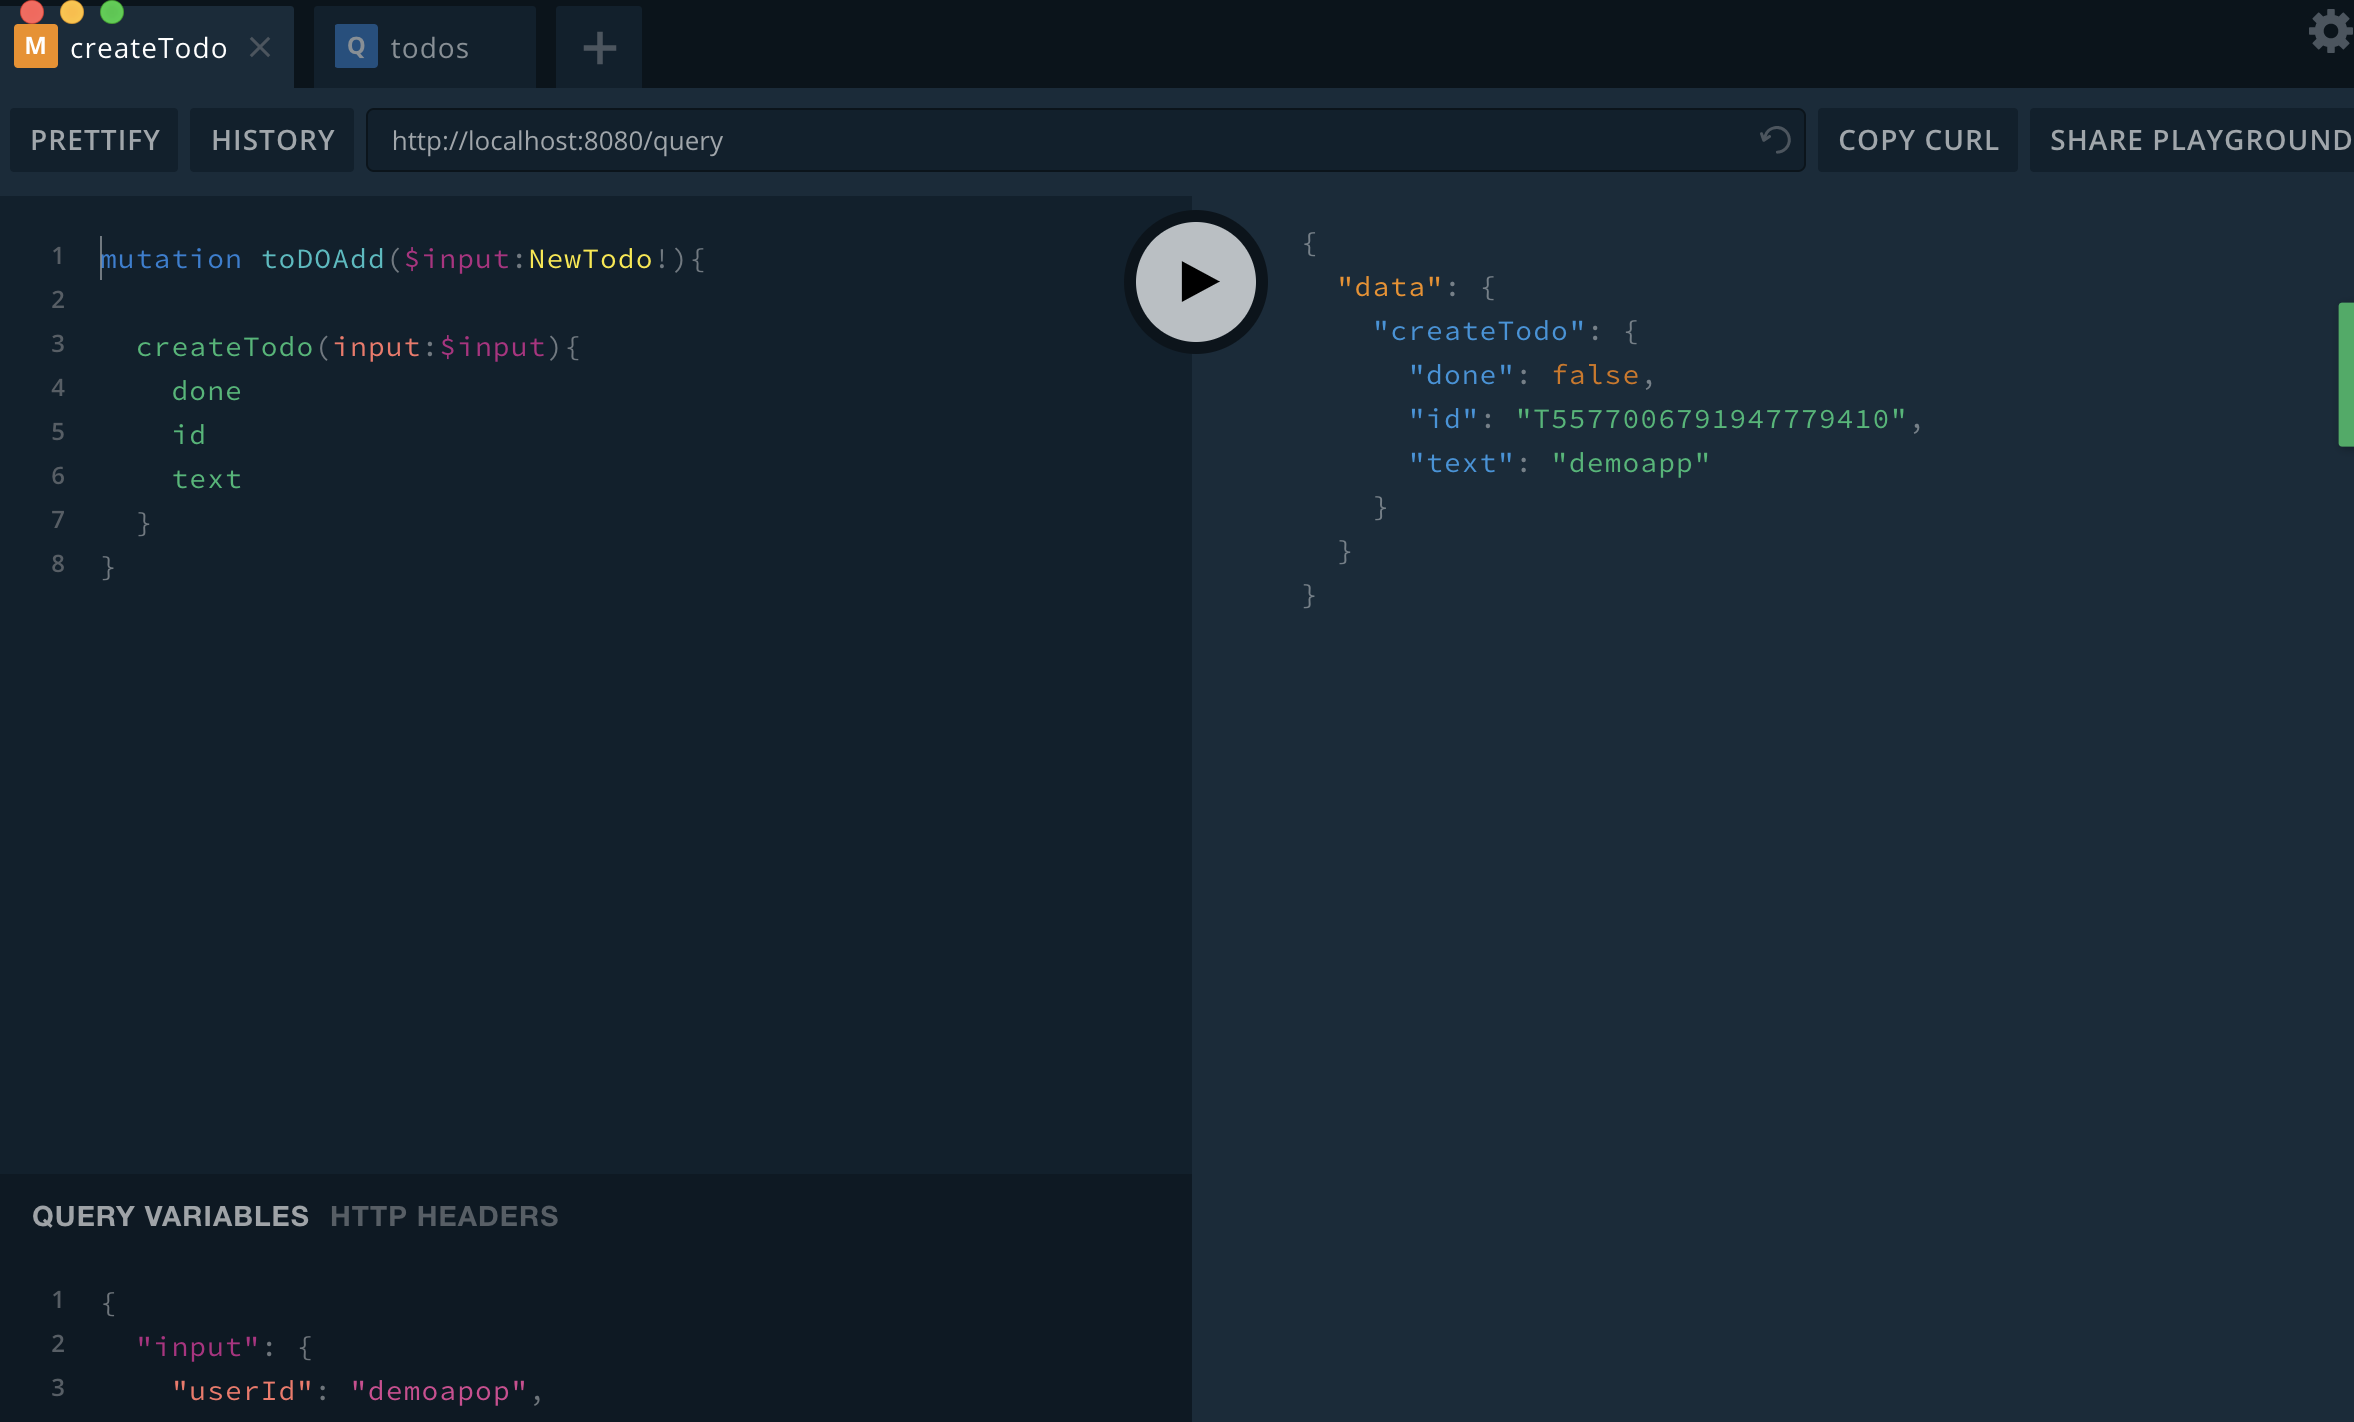 M createTodo
Q todos
PRETTIFY
HISTORY
http://localhost:8080/query
COPY CURL
SHARE PLAYGROUND
1 mutation toDOAdd($input:NewTodo!){
2
3 createTodo(input:$input){
4 done
5 id
6 text
7 }
8 }
{
"data": {
"createTodo": {
"done": false,
"id": "T5577006791947779410",
"text": "demoapp"
}
}
}
QUERY VARIABLES HTTP HEADERS
1 {
2 "input": {
3 "userId": "demoapop",